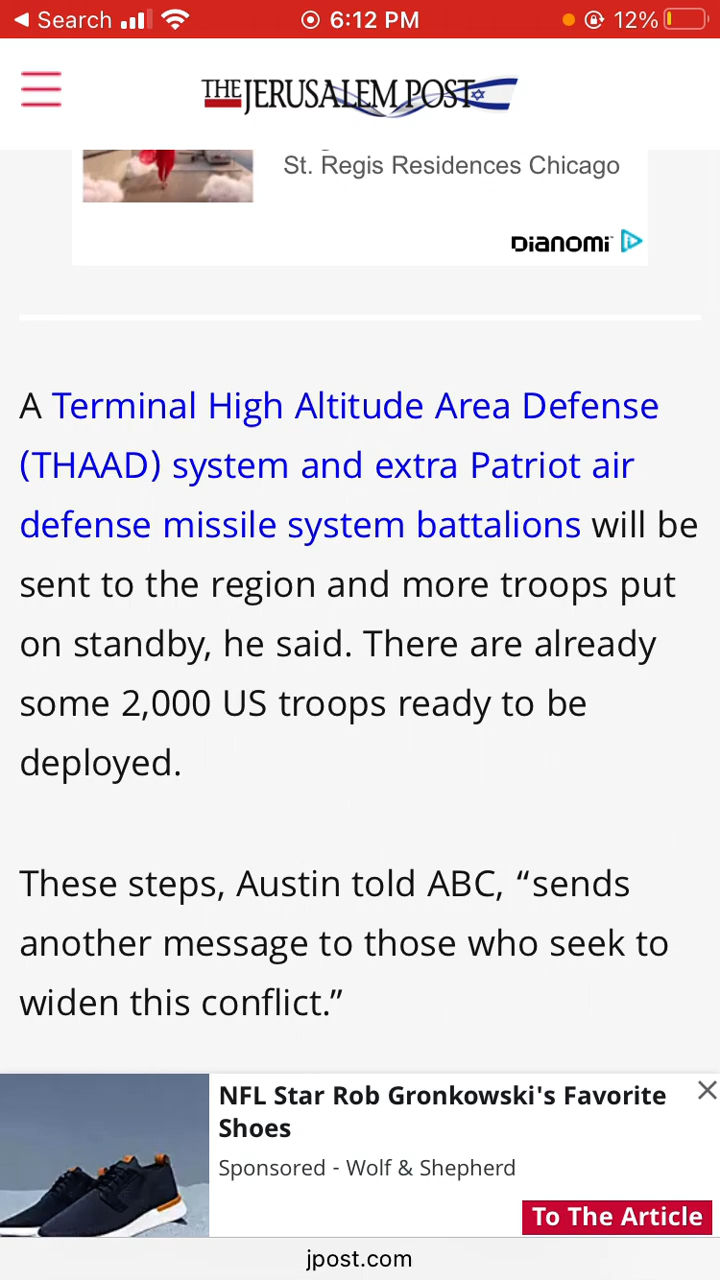 Search 6:12 PM 12%
THE JERUSALEM POST
St. Regis Residences Chicago
Dianomi
A Terminal High Altitude Area Defense
(THAAD) system and extra Patriot air
defense missile system battalions will be
sent to the region and more troops put
on standby, he said. There are already
some 2,000 US troops ready to be
deployed.
These steps, Austin told ABC, “sends
another message to those who seek to
widen this conflict.”
NFL Star Rob Gronkowski's Favorite
Shoes
Sponsored - Wolf & Shepherd
To The Article
jpost.com